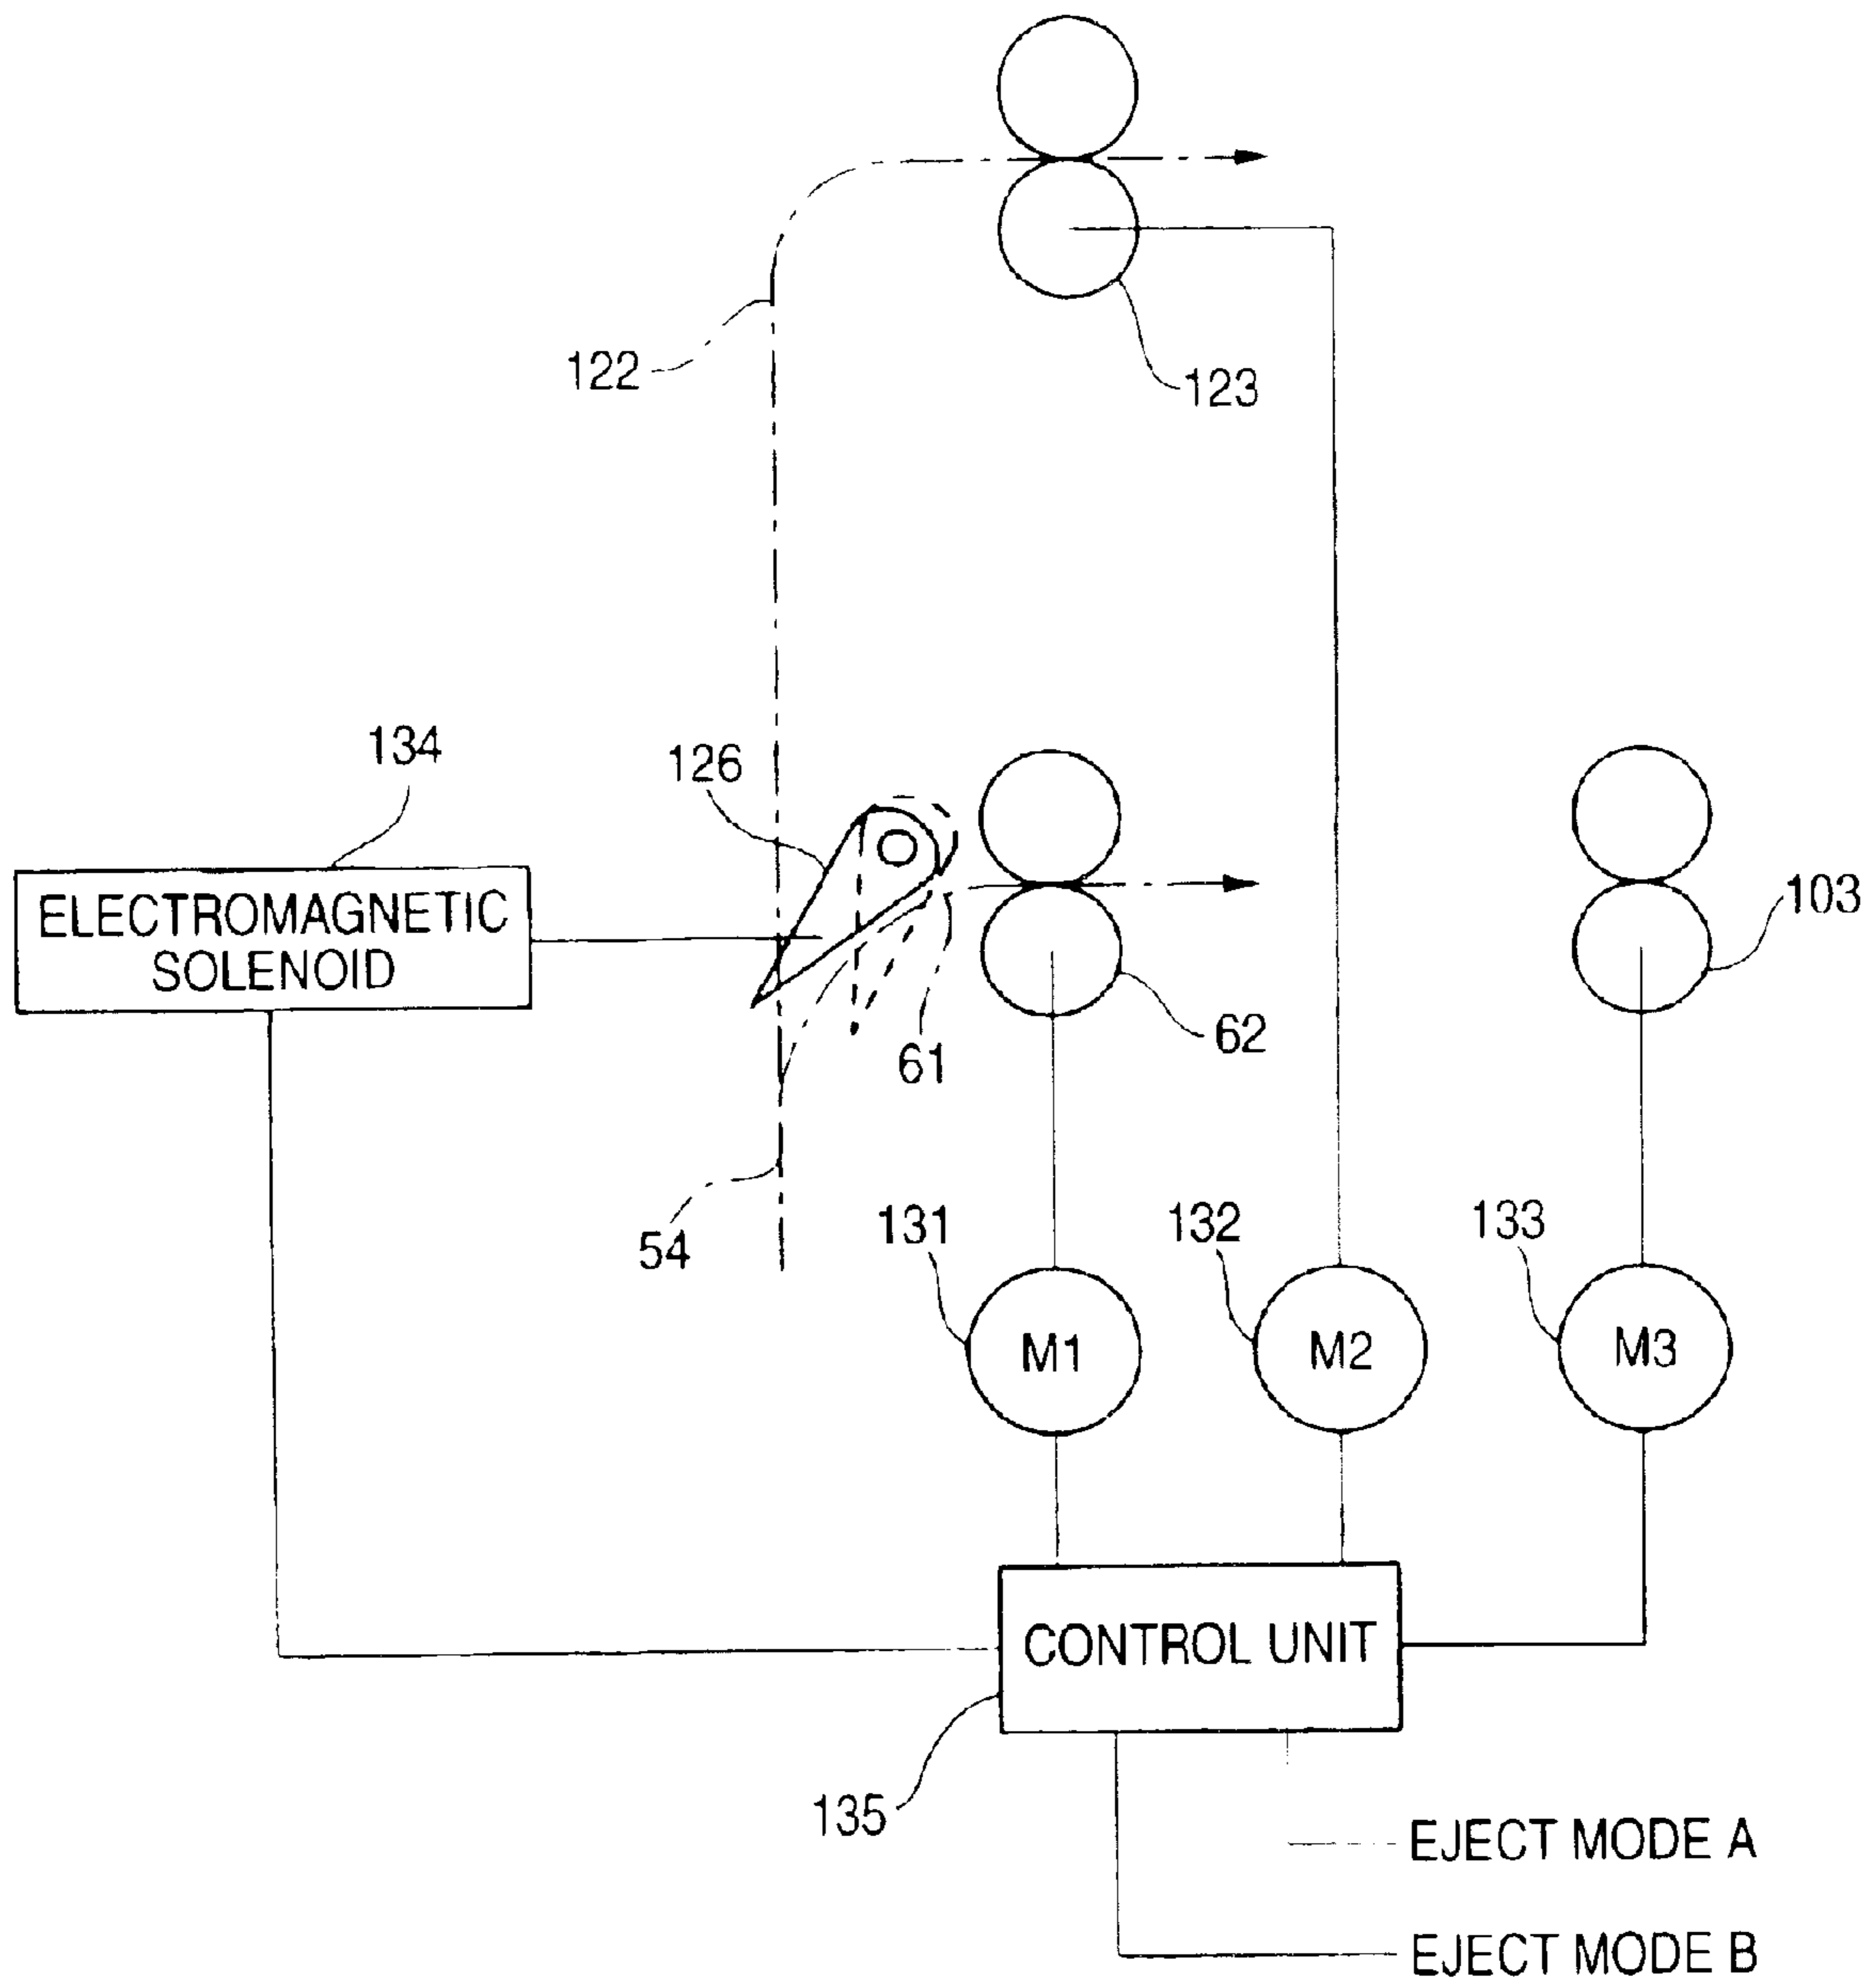 122
123
134
126
ELECTROMAGNETIC
SOLENOID
103
62
61
54
131
132
133
M1
M2
M3
CONTROL UNIT
135
EJECT MODE A
EJECT MODE B